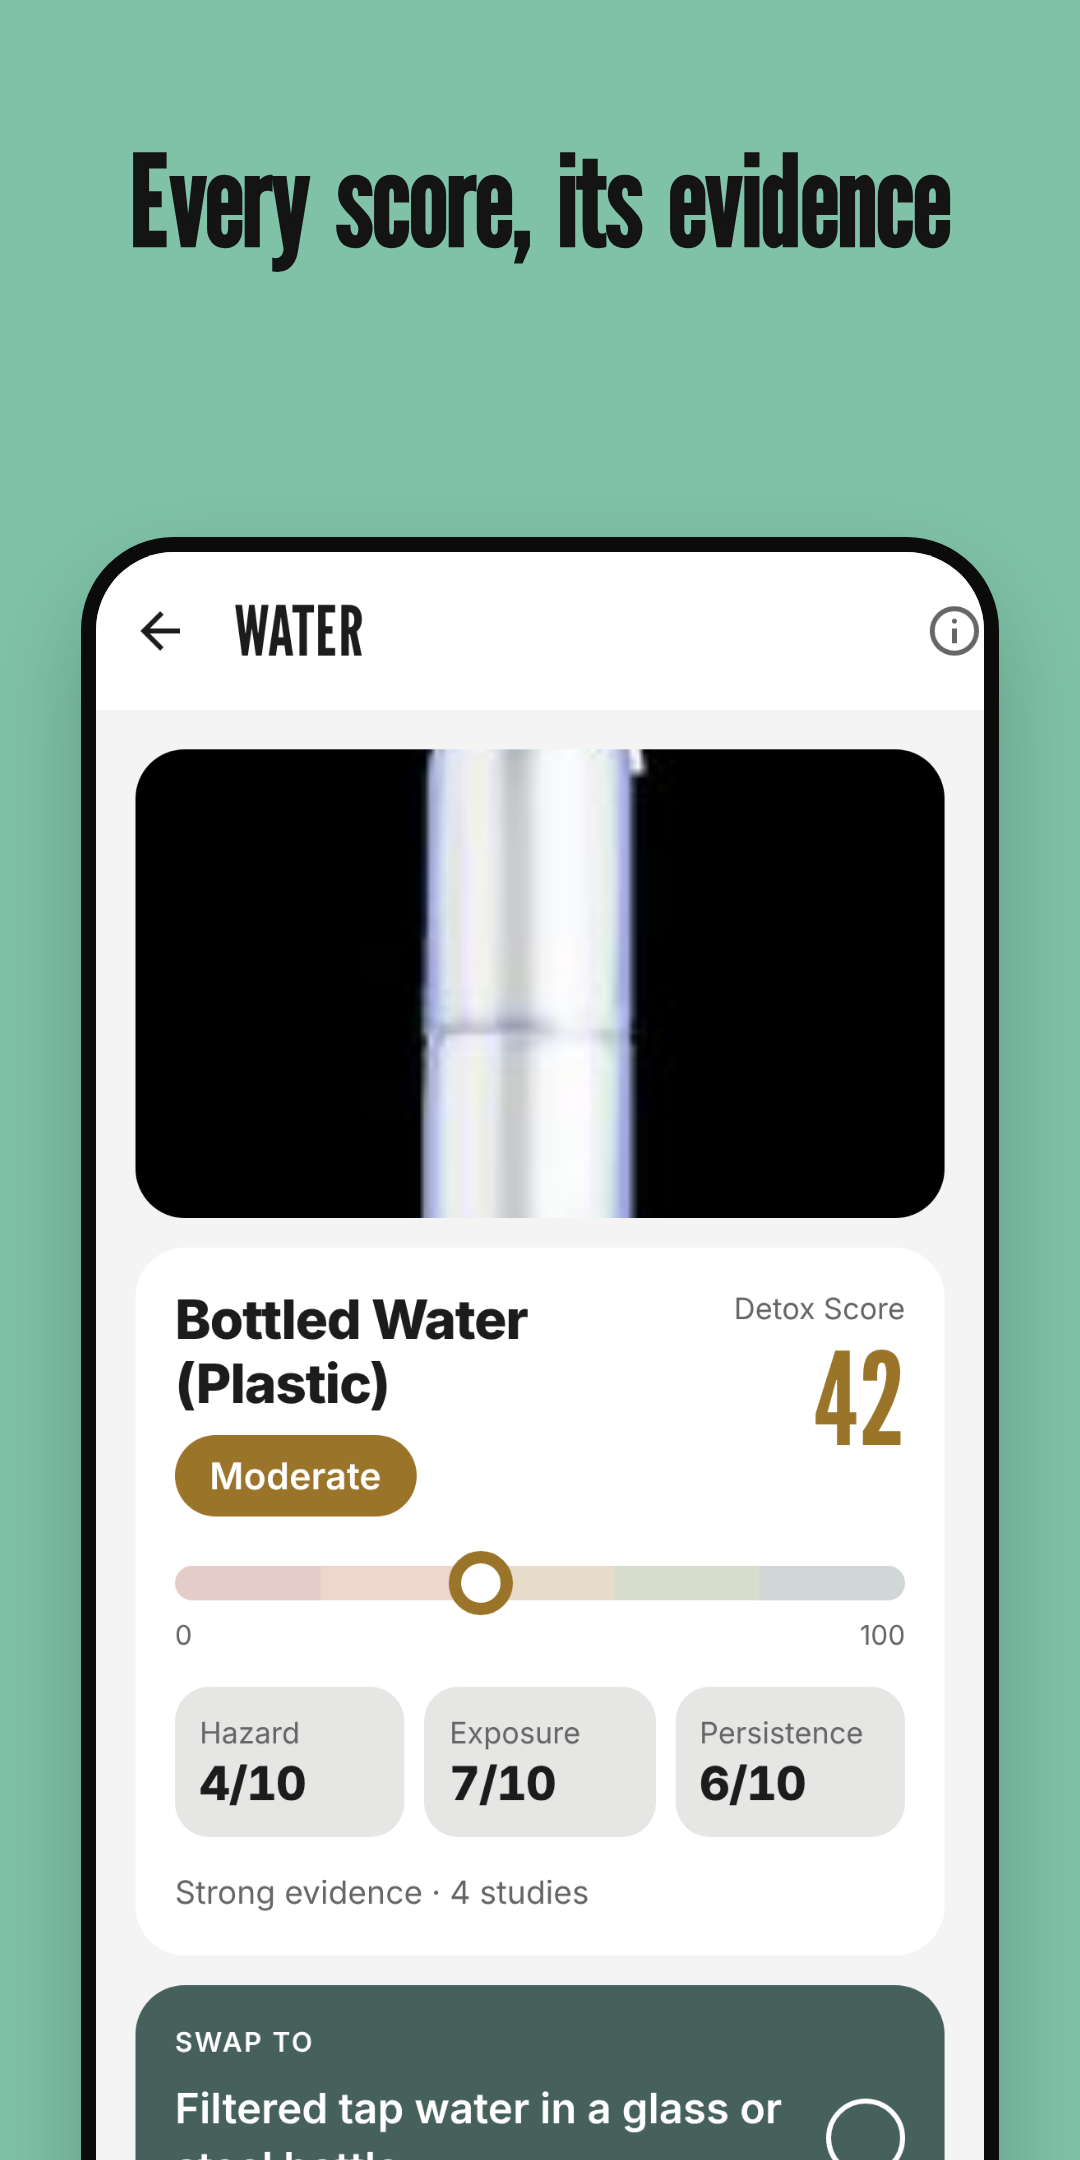 Every score, its evidence
WATER
Bottled Water
(Plastic)
Detox Score
42
Moderate
0
100
Hazard
4/10
Exposure
7/10
Persistence
6/10
Strong evidence · 4 studies
SWAP TO
Filtered tap water in a glass or